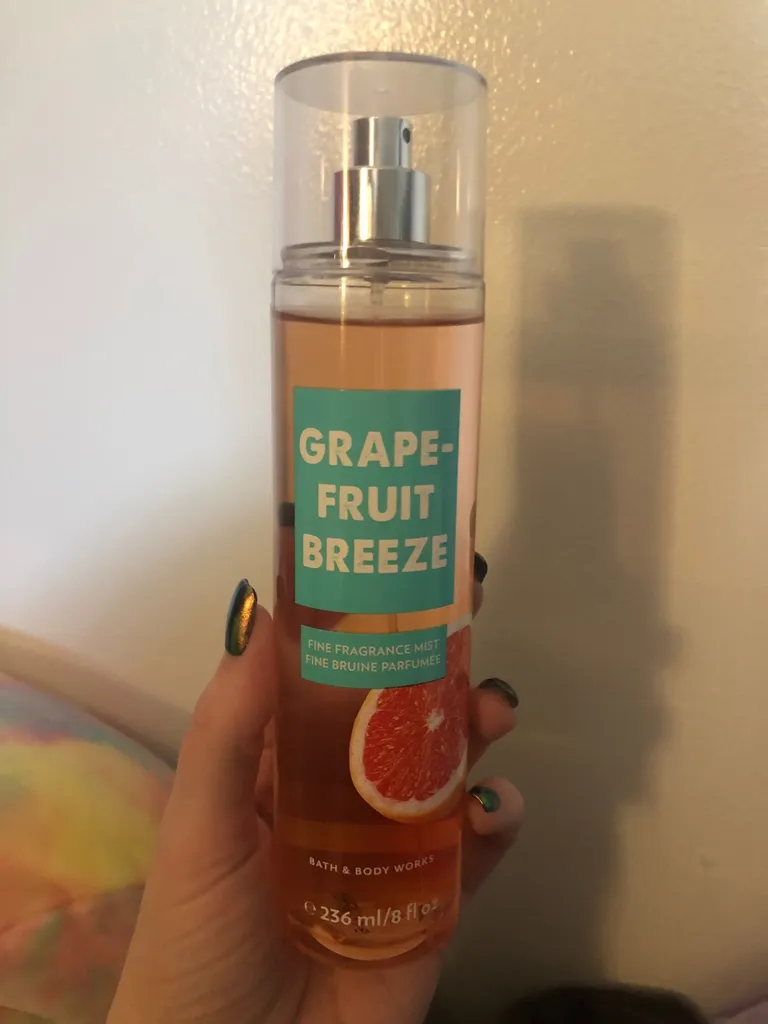 GRAPE-
FRUIT
BREEZE
FINE FRAGRANCE MIST
FINE BRUINE PARFUMÉE
BATH & BODY WORKS
℮ 236 ml/8 fl oz